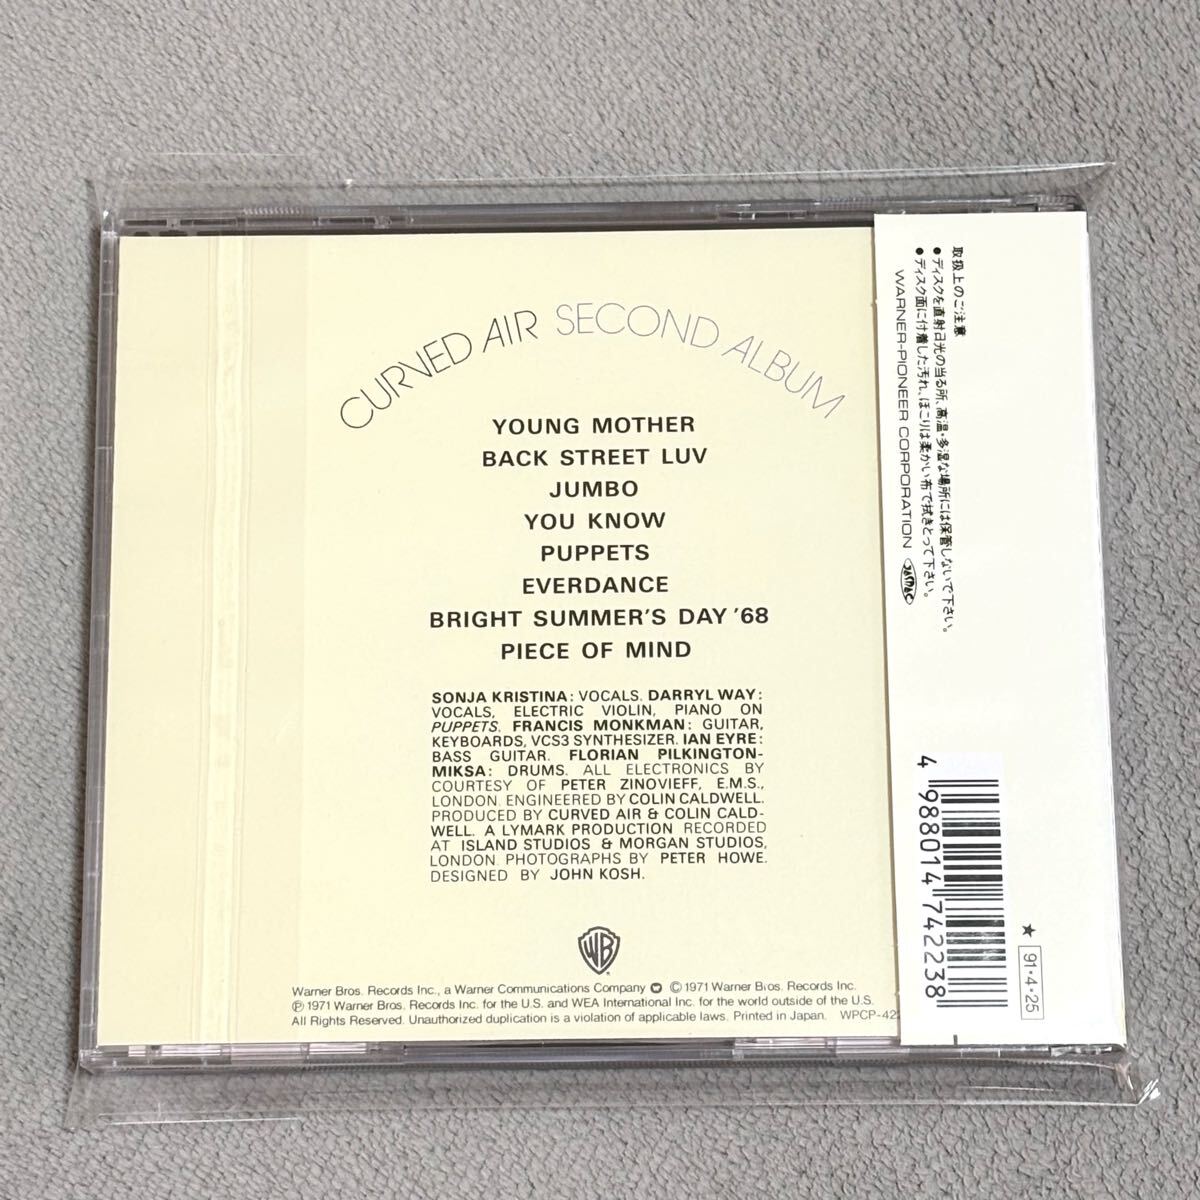 CURVED AIR SECOND ALBUM
YOUNG MOTHER
BACK STREET LUV
JUMBO
YOU KNOW
PUPPETS
EVERDANCE
BRIGHT SUMMER'S DAY '68
PIECE OF MIND
SONJA KRISTINA: VOCALS. DARRYL WAY:
VOCALS, ELECTRIC VIOLIN, PIANO ON
PUPPETS. FRANCIS MONKMAN: GUITAR,
KEYBOARDS, VCS3 SYNTHESIZER. IAN EYRE:
BASS GUITAR. FLORIAN PILKINGTON-
MIKSA: DRUMS. ALL ELECTRONICS BY
COURTESY OF PETER ZINOVIEFF, E.M.S.,
LONDON. ENGINEERED BY COLIN CALDWELL.
PRODUCED BY CURVED AIR & COLIN CALD-
WELL. A LYMARK PRODUCTION RECORDED
AT ISLAND STUDIOS & MORGAN STUDIOS,
LONDON. PHOTOGRAPHS BY PETER HOWE.
DESIGNED BY JOHN KOSH.
WB
Warner Bros. Records Inc., a Warner Communications Company © 1971 Warner Bros. Records Inc.
℗ 1971 Warner Bros. Records Inc. for the U.S. and WEA International Inc. for the world outside of the U.S.
All Rights Reserved. Unauthorized duplication is a violation of applicable laws. Printed in Japan. WPCP-422
取扱上のご注意
●ディスクを直射日光の当る所、高温・多湿な場所には保管しないで下さい。
●ディスク面に付着した汚れ、ほこりは柔かい布で拭きとって下さい。
WARNER-PIONEER CORPORATION
4 988014 742238
★ 91・4・25